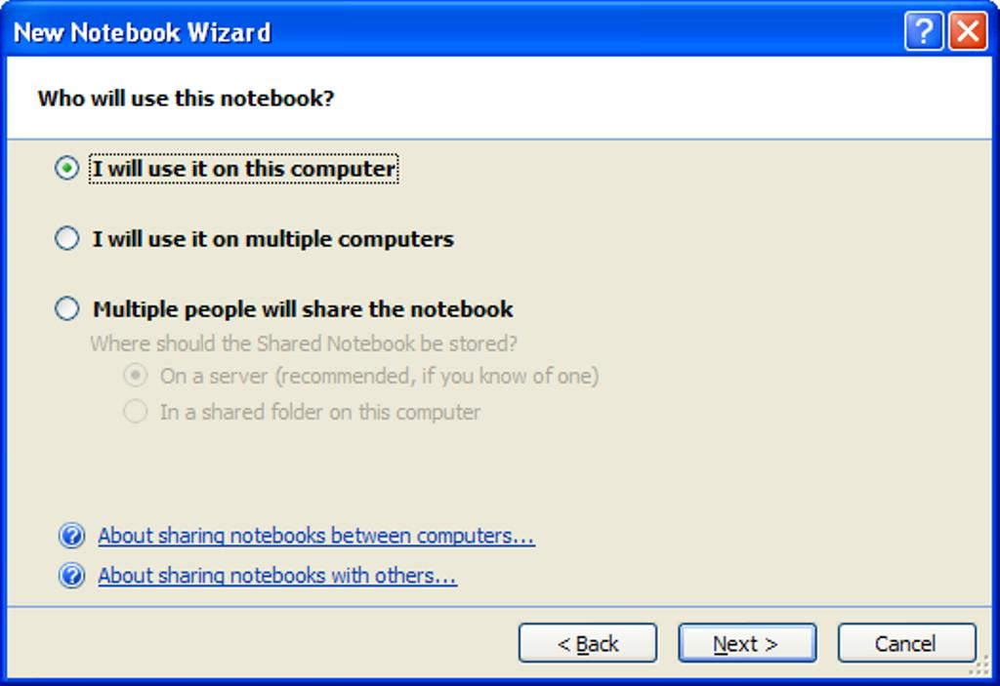 New Notebook Wizard
?
Who will use this notebook?
I will use it on this computer
I will use it on multiple computers
Multiple people will share the notebook
Where should the Shared Notebook be stored?
On a server (recommended, if you know of one)
In a shared folder on this computer
? About sharing notebooks between computers...
? About sharing notebooks with others...
< Back Next > Cancel